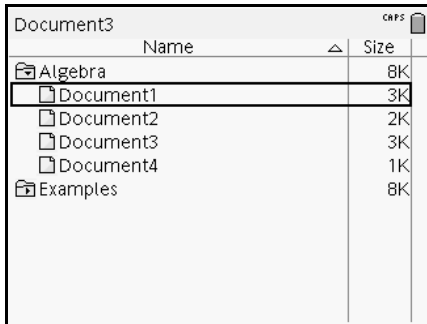 Document3 CAPS
Name Size
Algebra 8K
Document1 3K
Document2 2K
Document3 3K
Document4 1K
Examples 8K